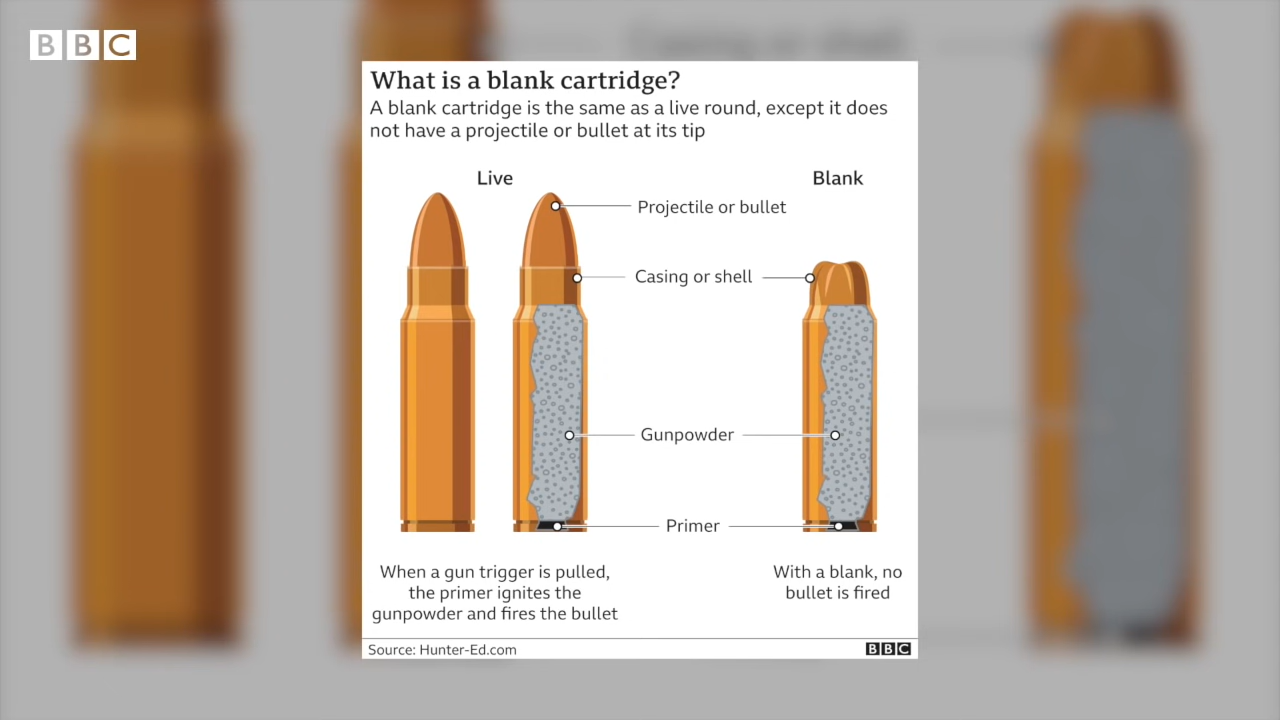 BBC
Casing or shell
What is a blank cartridge?
A blank cartridge is the same as a live round, except it does
not have a projectile or bullet at its tip
Live
Blank
Projectile or bullet
Casing or shell
Gunpowder
Primer
When a gun trigger is pulled,
the primer ignites the
gunpowder and fires the bullet
With a blank, no
bullet is fired
Source: Hunter-Ed.com
BBC